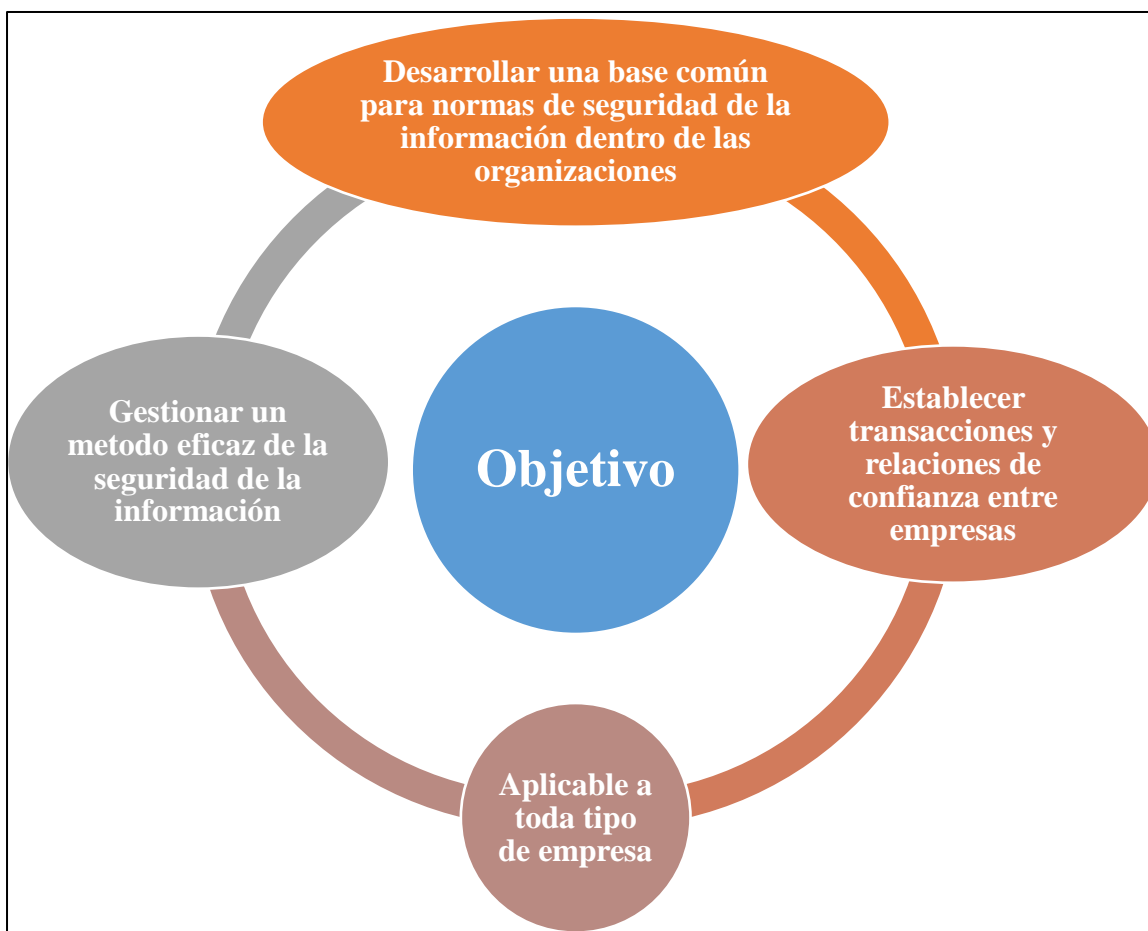 Desarrollar una base común
para normas de seguridad de la
información dentro de las
organizaciones
Gestionar un
metodo eficaz de la
seguridad de la
información
Objetivo
Establecer
transacciones y
relaciones de
confianza entre
empresas
Aplicable a
toda tipo
de empresa